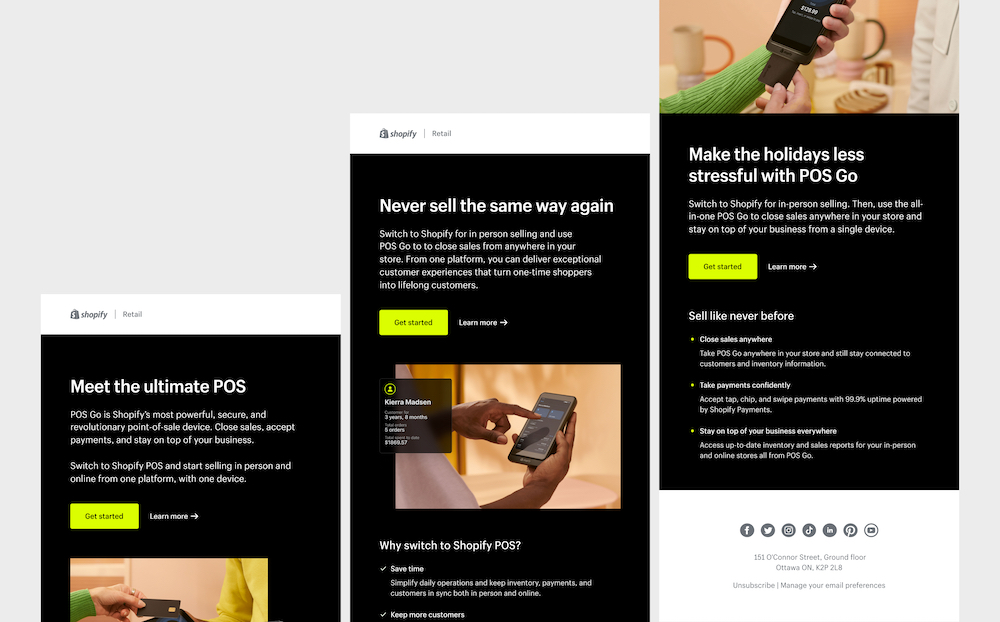 shopify | Retail
Meet the ultimate POS
POS Go is Shopify's most powerful, secure, and
revolutionary point-of-sale device. Close sales, accept
payments, and stay on top of your business.
Switch to Shopify POS and start selling in person and
online from one platform, with one device.
Get started
Learn more →
shopify | Retail
Never sell the same way again
Switch to Shopify for in person selling and use
POS Go to to close sales from anywhere in your
store. From one platform, you can deliver exceptional
customer experiences that turn one-time shoppers
into lifelong customers.
Get started
Learn more →
Kierra Madsen
Customer for
3 years, 8 months
Total orders
5 orders
Total spent to date
$1869.57
Why switch to Shopify POS?
Save time
Simplify daily operations and keep inventory, payments, and
customers in sync both in person and online.
Keep more customers
$129.99
Make the holidays less
stressful with POS Go
Switch to Shopify for in-person selling. Then, use the all-
in-one POS Go to close sales anywhere in your store and
stay on top of your business from a single device.
Get started
Learn more →
Sell like never before
Close sales anywhere
Take POS Go anywhere in your store and still stay connected to
customers and inventory information.
Take payments confidently
Accept tap, chip, and swipe payments with 99.9% uptime powered
by Shopify Payments.
Stay on top of your business everywhere
Access up-to-date inventory and sales reports for your in-person
and online stores all from POS Go.
151 O'Connor Street, Ground floor
Ottawa ON, K2P 2L8
Unsubscribe | Manage your email preferences